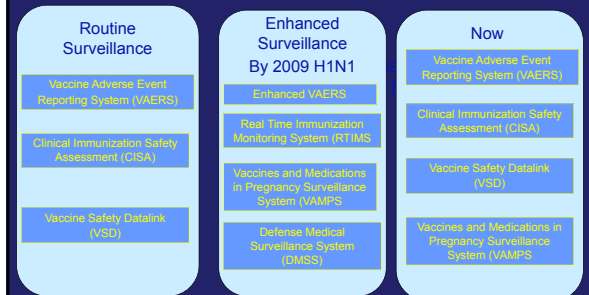 Routine
Surveillance
Vaccine Adverse Event
Reporting System (VAERS)
Clinical Immunization Safety
Assessment (CISA)
Vaccine Safety Datalink
(VSD)
Enhanced
Surveillance
By 2009 H1N1
Enhanced VAERS
Real Time Immunization
Monitoring System (RTIMS
Vaccines and Medications
in Pregnancy Surveillance
System (VAMPS
Defense Medical
Surveillance System
(DMSS)
Now
Vaccine Adverse Event
Reporting System (VAERS)
Clinical Immunization Safety
Assessment (CISA)
Vaccine Safety Datalink
(VSD)
Vaccines and Medications in
Pregnancy Surveillance
System (VAMPS